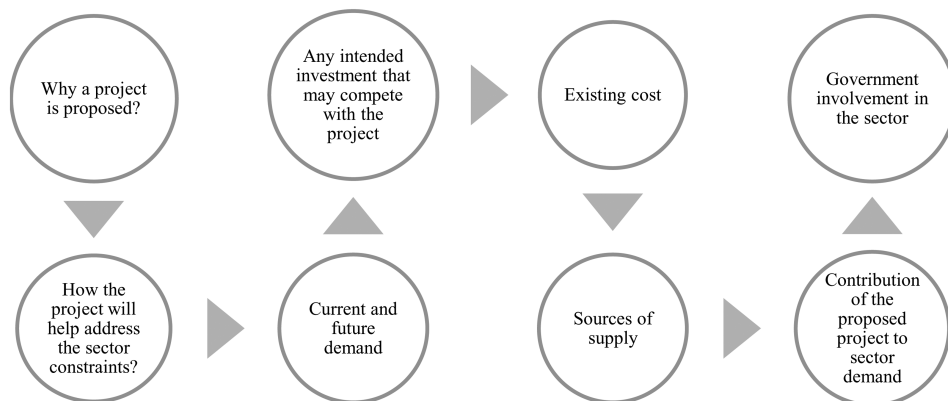 Why a project
is proposed?
How the
project will
help address
the sector
constraints?
Current and
future
demand
Any intended
investment that
may compete
with the
project
Existing cost
Sources of
supply
Contribution
of the
proposed
project to
sector
demand
Government
involvement in
the sector